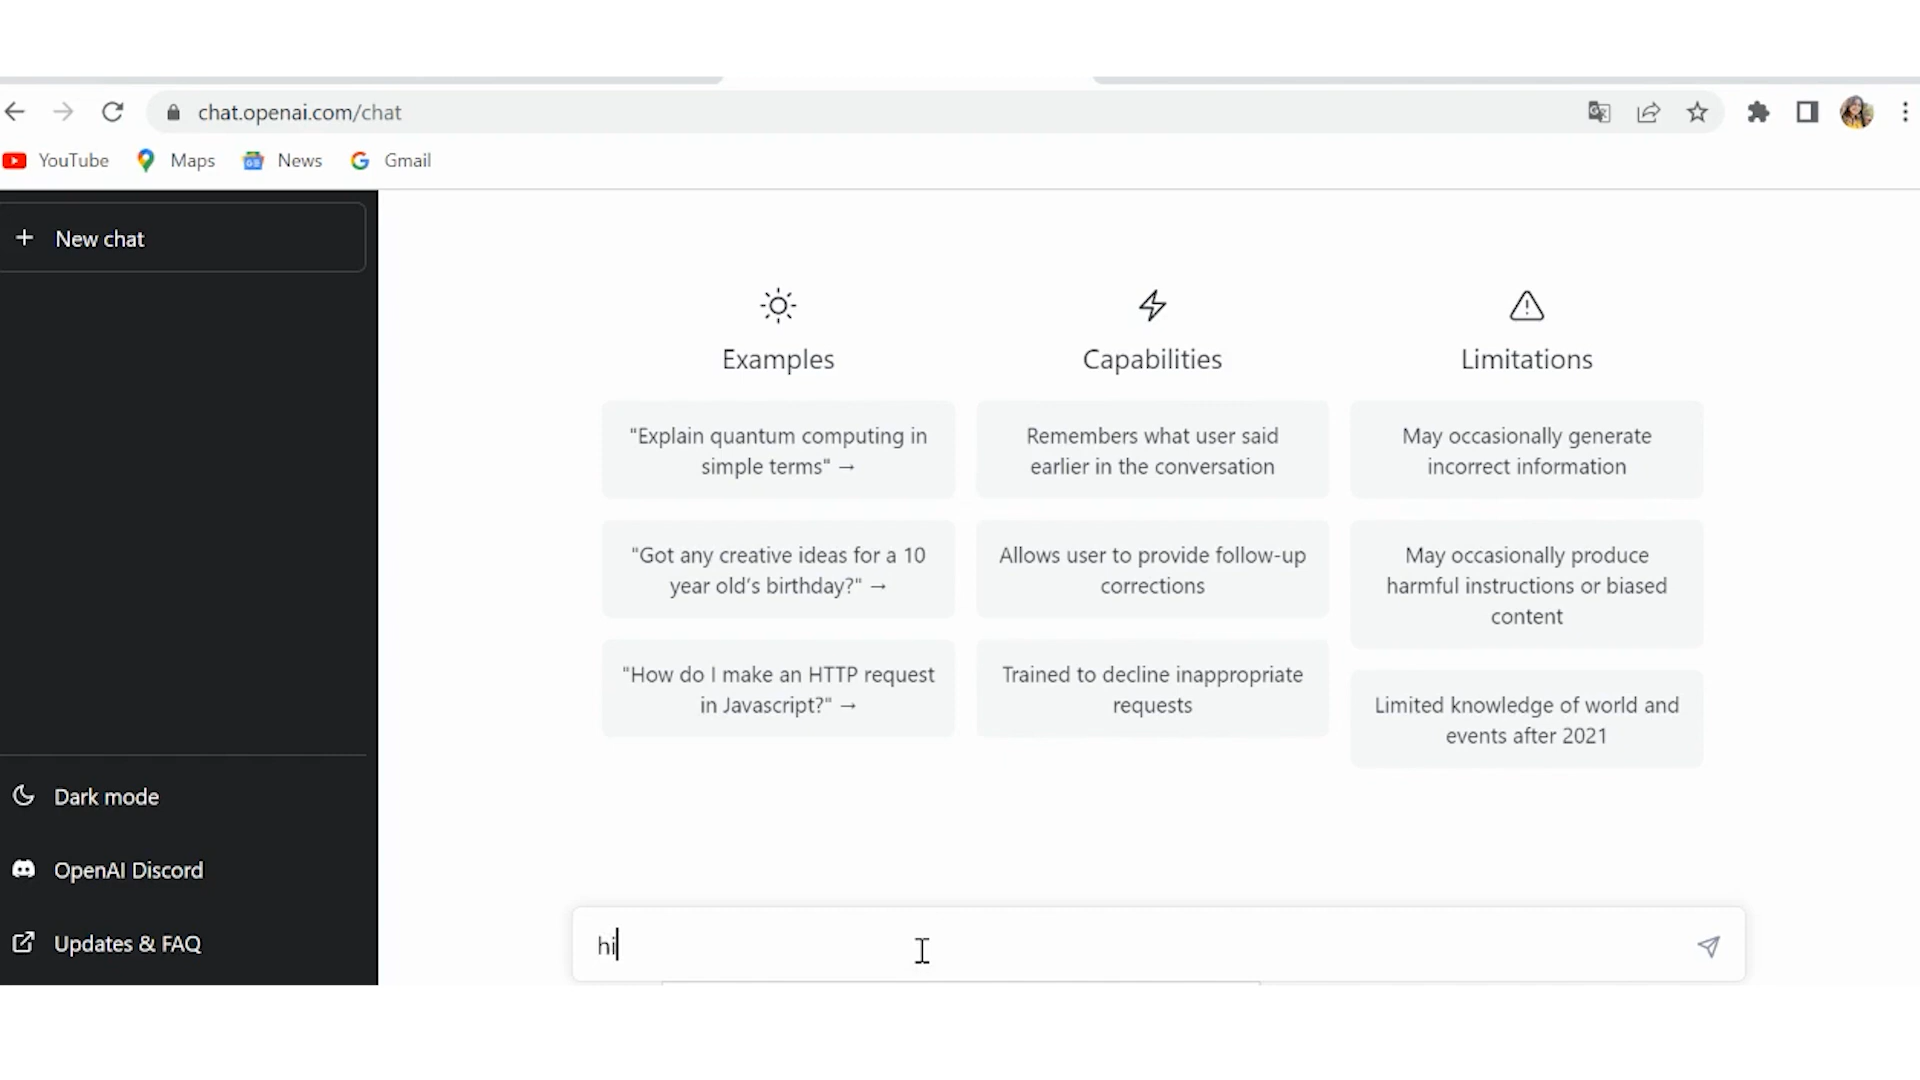 chat.openai.com/chat
YouTube Maps News Gmail
+ New chat
Dark mode
OpenAI Discord
Updates & FAQ
Examples
"Explain quantum computing in
simple terms" →
"Got any creative ideas for a 10
year old's birthday?" →
"How do I make an HTTP request
in Javascript?" →
Capabilities
Remembers what user said
earlier in the conversation
Allows user to provide follow-up
corrections
Trained to decline inappropriate
requests
Limitations
May occasionally generate
incorrect information
May occasionally produce
harmful instructions or biased
content
Limited knowledge of world and
events after 2021
hi